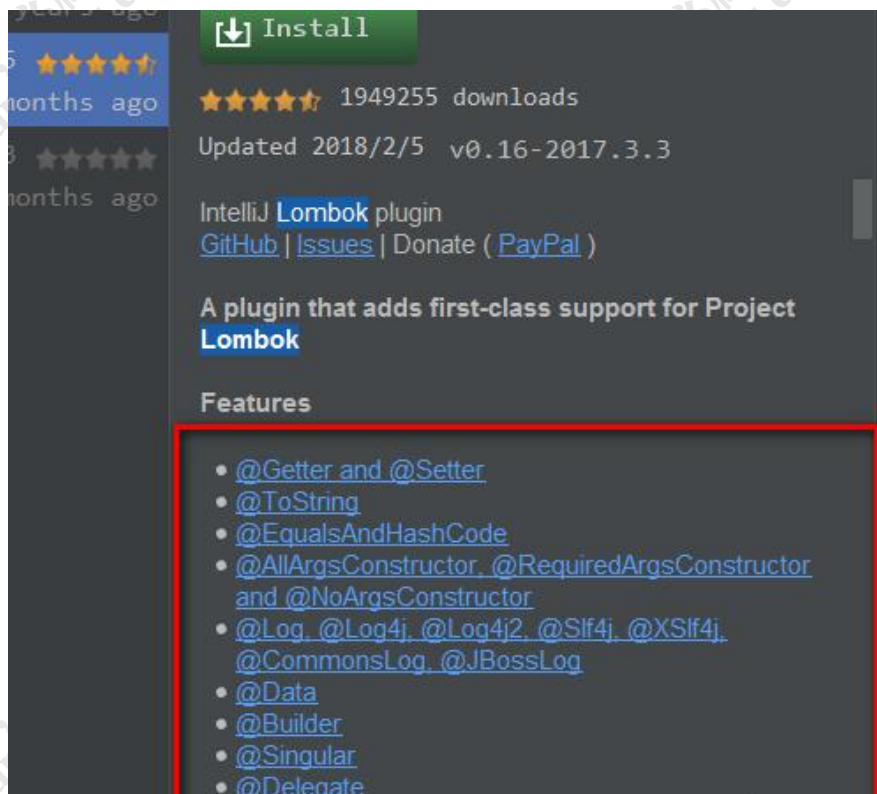 years ago
Install
months ago
1949255 downloads
Updated 2018/2/5 v0.16-2017.3.3
months ago
IntelliJ Lombok plugin
GitHub | Issues | Donate ( PayPal )
A plugin that adds first-class support for Project
Lombok
Features
• @Getter and @Setter
• @ToString
• @EqualsAndHashCode
• @AllArgsConstructor, @RequiredArgsConstructor
and @NoArgsConstructor
• @Log, @Log4j, @Log4j2, @Slf4j, @XSlf4j,
@CommonsLog, @JBossLog
• @Data
• @Builder
• @Singular
• @Delegate